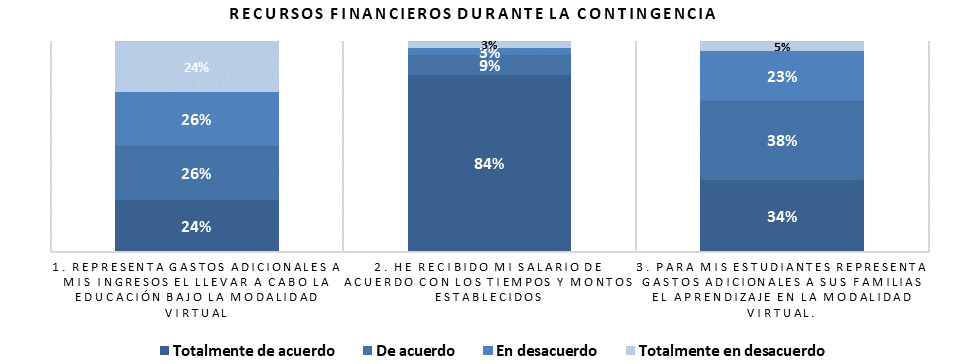 RECURSOS FINANCIEROS DURANTE LA CONTINGENCIA
24%
26%
26%
24%
3%
3%
9%
84%
5%
23%
38%
34%
1. REPRESENTA GASTOS ADICIONALES A
MIS INGRESOS EL LLEVAR A CABO LA
EDUCACIÓN BAJO LA MODALIDAD
VIRTUAL
2. HE RECIBIDO MI SALARIO DE
ACUERDO CON LOS TIEMPOS Y MONTOS
ESTABLECIDOS
3. PARA MIS ESTUDIANTES REPRESENTA
GASTOS ADICIONALES A SUS FAMILIAS
EL APRENDIZAJE EN LA MODALIDAD
VIRTUAL.
Totalmente de acuerdo
De acuerdo
En desacuerdo
Totalmente en desacuerdo